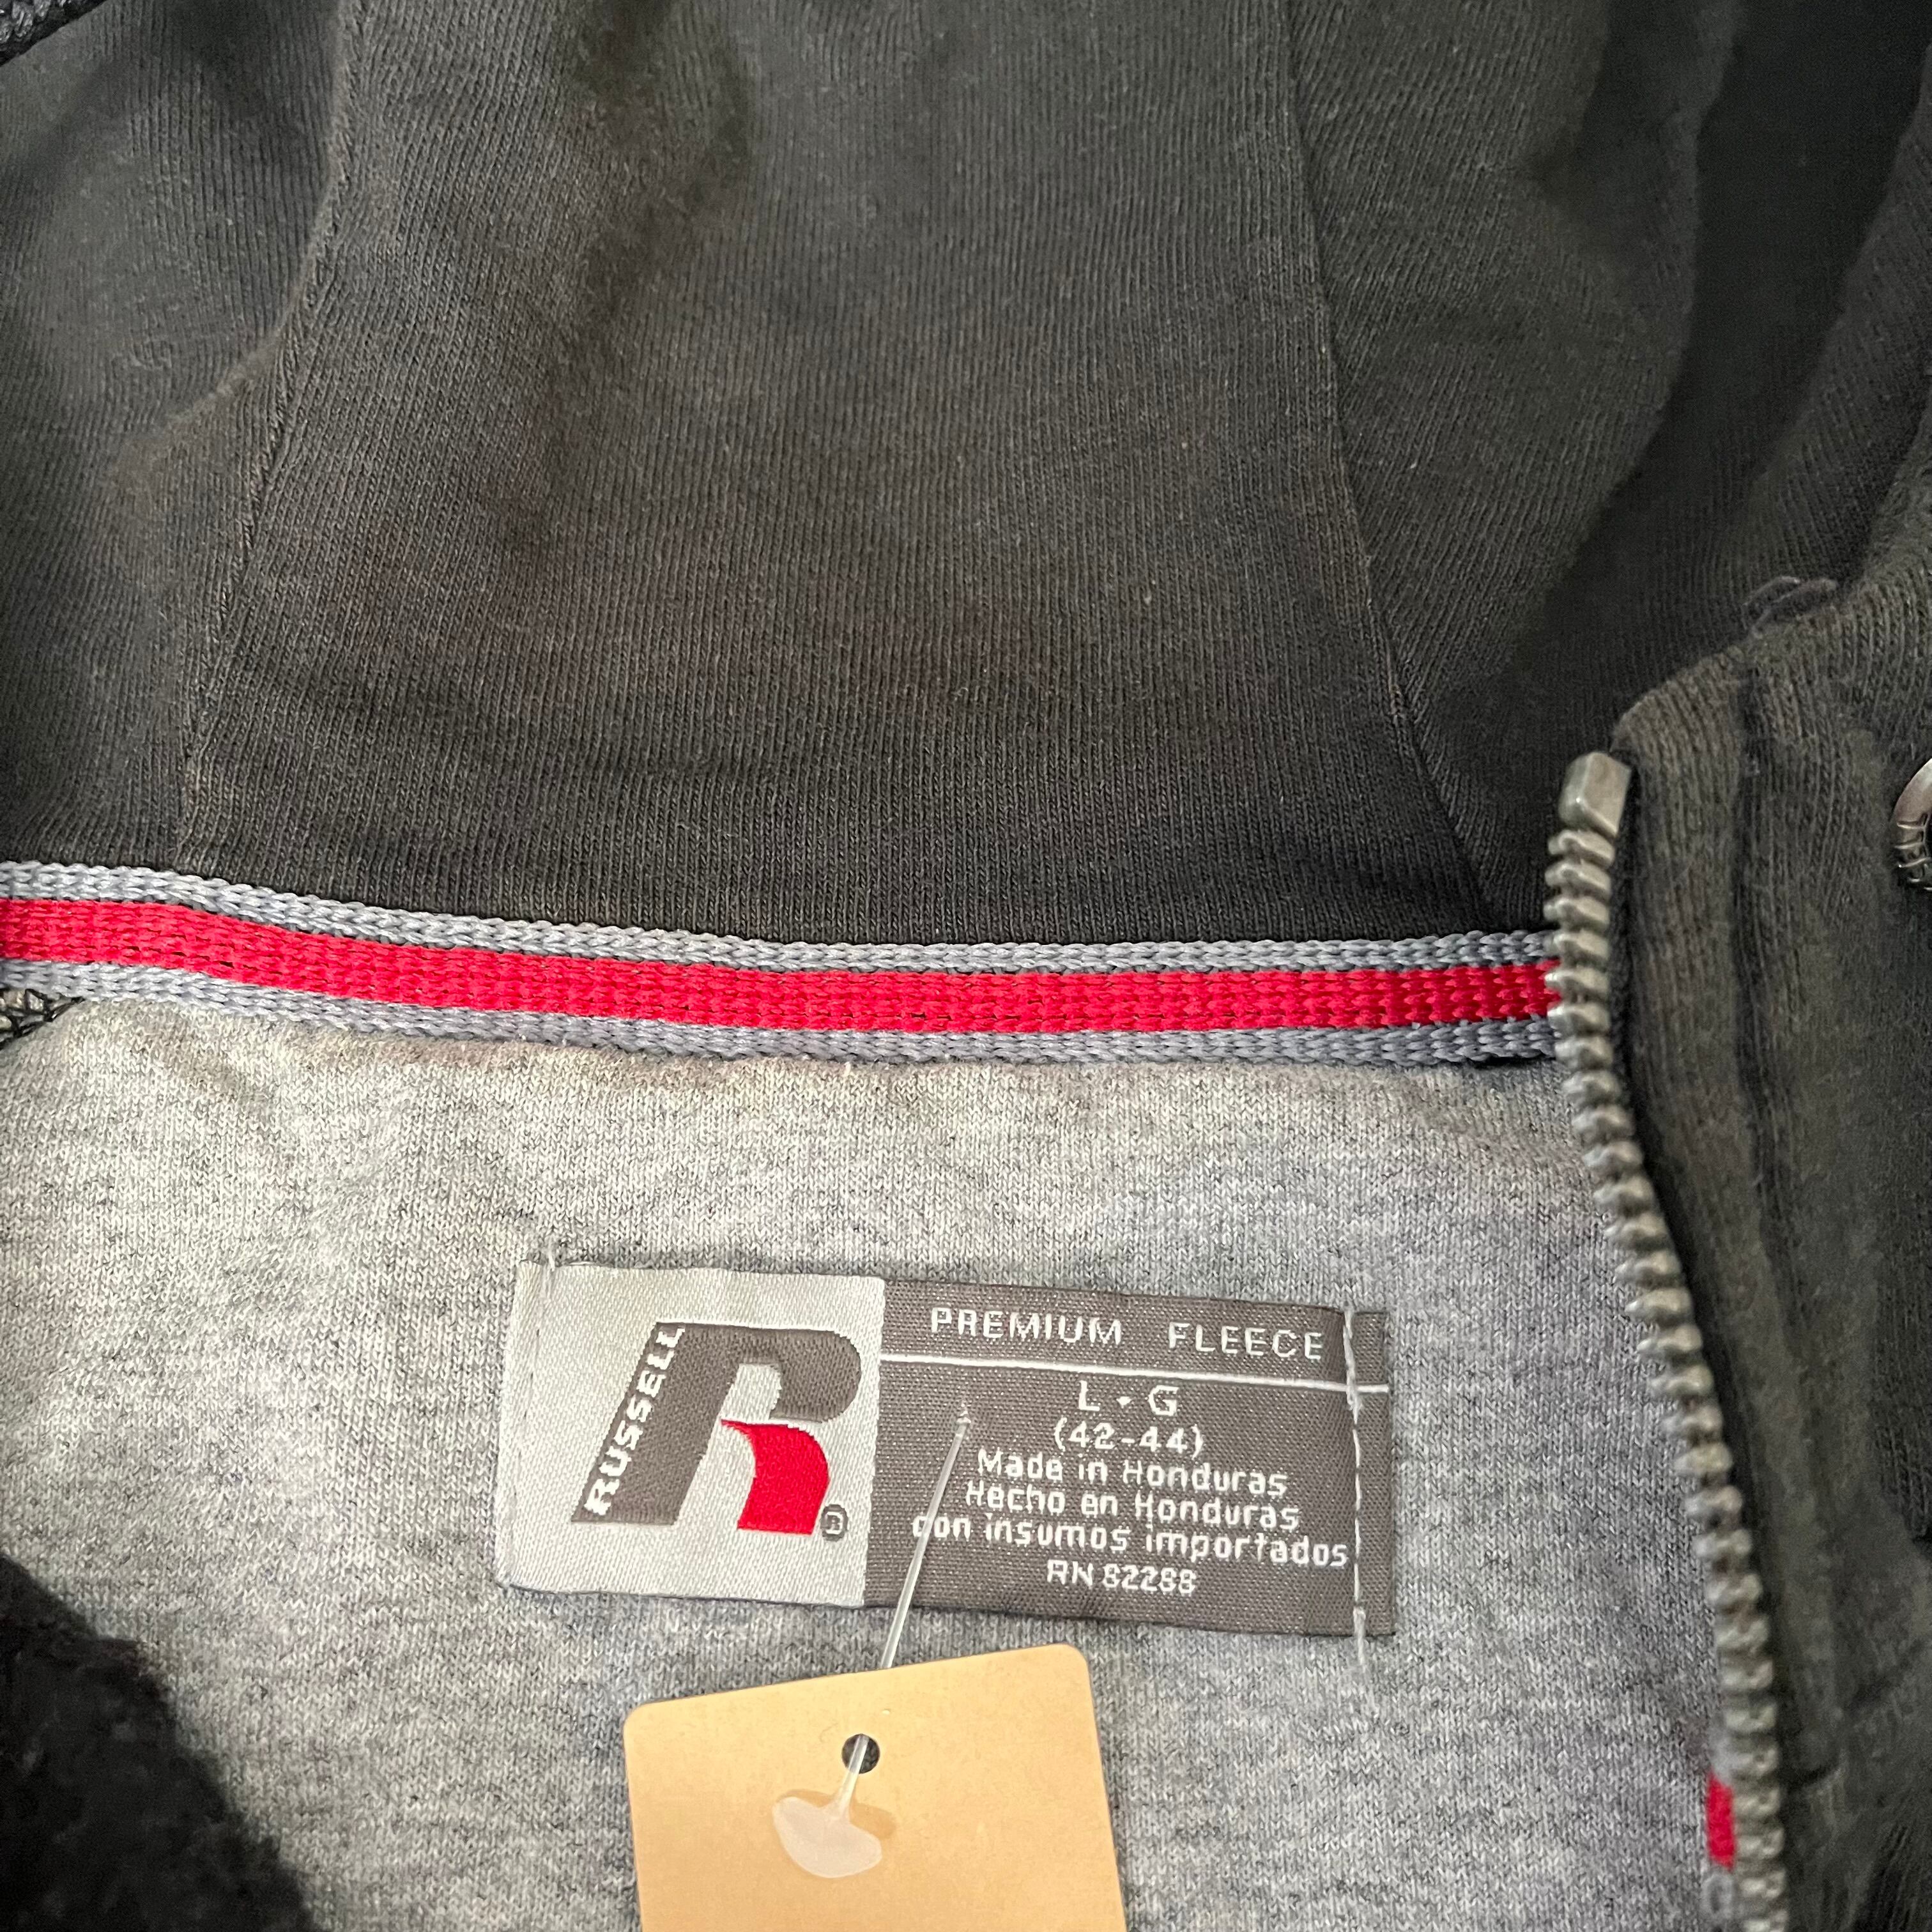 RUSSELL
R
®
PREMIUM FLEECE
L · G
(42-44)
Made in Honduras
Hecho en Honduras
con insumos importados
RN 82288